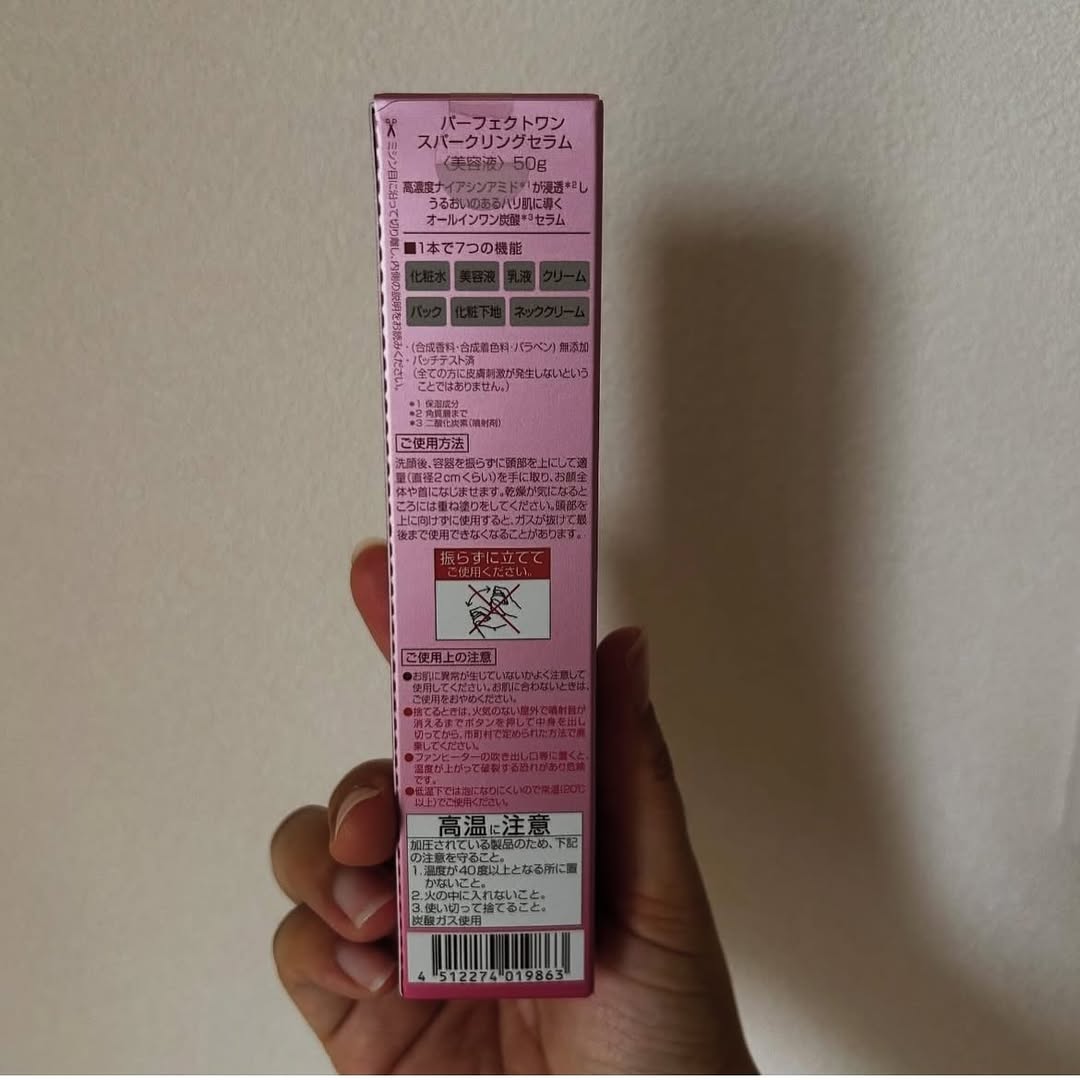 パーフェクトワン
スパークリングセラム
〈美容液〉50g
高濃度ナイアシンアミド*1が浸透*2し
うるおいのあるハリ肌に導く
オールインワン炭酸*3セラム
■1本で7つの機能
化粧水 美容液 乳液 クリーム
パック 化粧下地 ネッククリーム
・(合成香料・合成着色料・パラベン) 無添加
・パッチテスト済
(全ての方に皮膚刺激が発生しないという
ことではありません。)
*1 保湿成分
*2 角質層まで
*3 二酸化炭素(噴射剤)
ご使用方法
洗顔後、容器を振らずに頭部を上にして適
量(直径2cmくらい)を手に取り、お顔全
体や首になじませます。乾燥が気になると
ころには重ね塗りをしてください。頭部を
上に向けずに使用すると、ガスが抜けて最
後まで使用できなくなることがあります。
振らずに立てて
ご使用ください。
ご使用上の注意
●お肌に異常が生じていないかよく注意して
使用してください。お肌に合わないときは、
ご使用をおやめください。
●捨てるときは、火気のない屋外で噴射音が
消えるまでボタンを押して中身を出し
切ってから、市町村で定められた方法で廃
棄してください。
●ファンヒーターの吹き出し口等に置くと、
温度が上がって破裂する恐れがあり危険
です。
●低温下では泡になりにくいので常温(20℃
以上)でご使用ください。
高温に注意
加圧されている製品のため、下記
の注意を守ること。
1.温度が40度以上となる所に置
かないこと。
2.火の中に入れないこと。
3.使い切って捨てること。
炭酸ガス使用
4 512274 019863
ミシン目に沿って切り離し、内側の説明をお読みください。